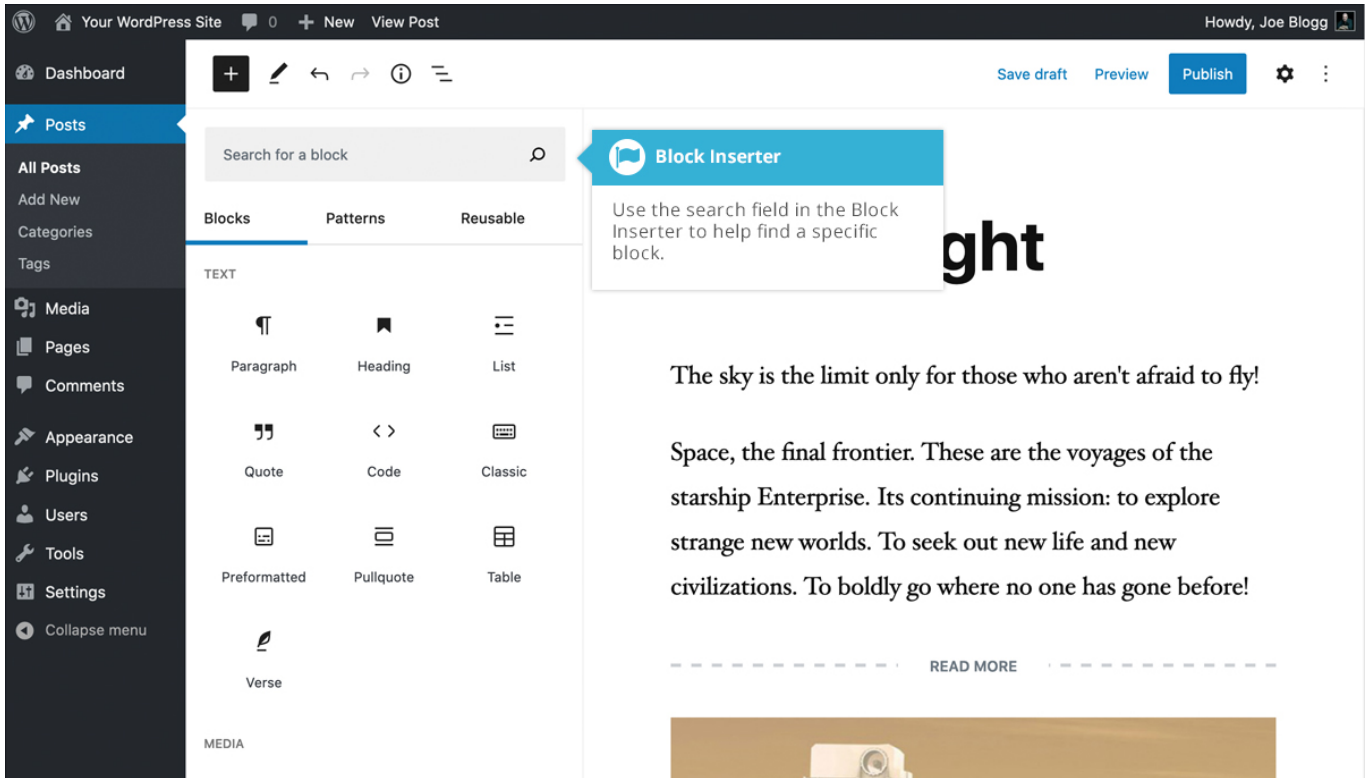 Your WordPress Site 0 New View Post Howdy, Joe Blogg
Dashboard
Posts
All Posts
Add New
Categories
Tags
Media
Pages
Comments
Appearance
Plugins
Users
Tools
Settings
Collapse menu
Save draft Preview Publish
Search for a block
Blocks Patterns Reusable
TEXT
Paragraph Heading List
Quote Code Classic
Preformatted Pullquote Table
Verse
MEDIA
Block Inserter
Use the search field in the Block
Inserter to help find a specific
block.
ght
The sky is the limit only for those who aren't afraid to fly!
Space, the final frontier. These are the voyages of the
starship Enterprise. Its continuing mission: to explore
strange new worlds. To seek out new life and new
civilizations. To boldly go where no one has gone before!
READ MORE